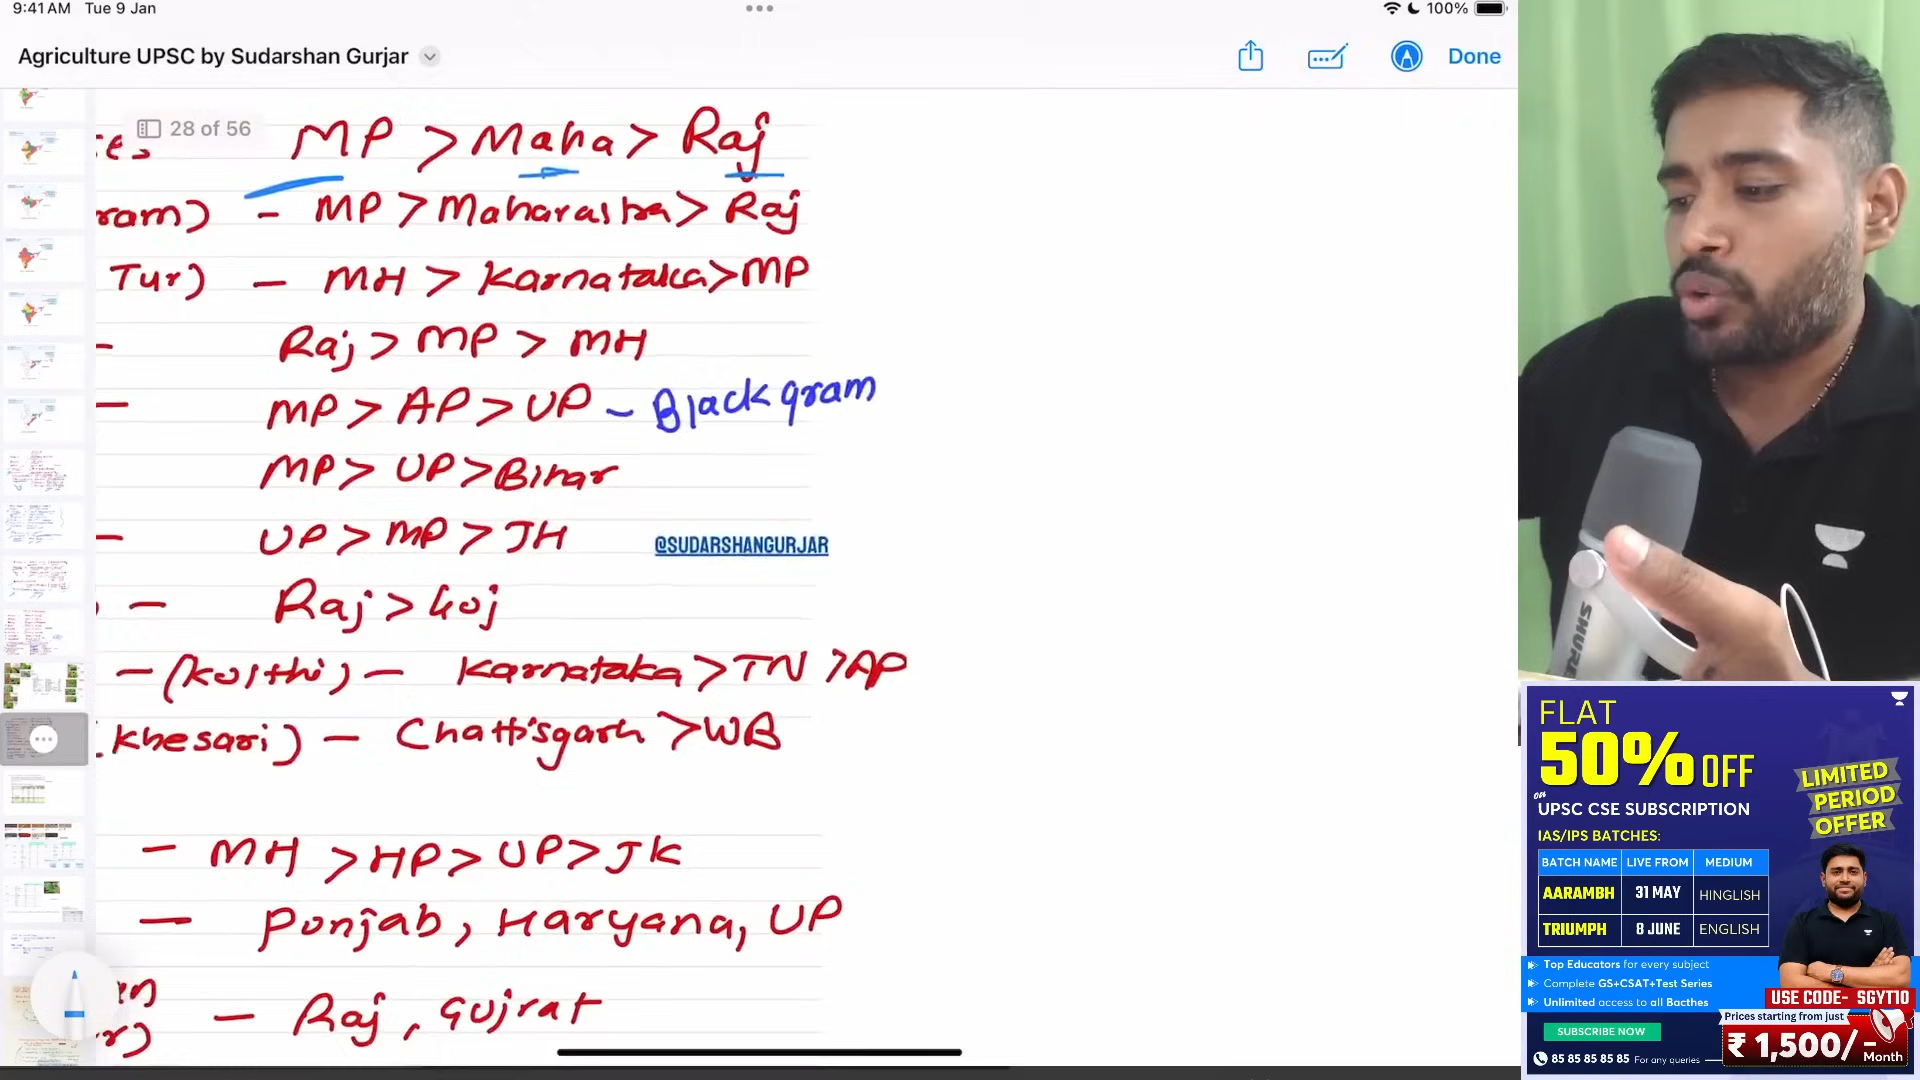 9:41 AM Tue 9 Jan
100%
Agriculture UPSC by Sudarshan Gurjar
Done
28 of 56
MP > Maha > Raj
ram) - MP > Maharastra > Raj
Tur) - MH > Karnataka > MP
- Raj > MP > MH
- MP > AP > UP - Black gram
MP > UP > Bihar
- UP > MP > JH
@SUDARSHANGURJAR
- Raj > Guj
- (Kulthi) - Karnataka > TN > AP
(Khesari) - Chattisgarh > WB
- MH > HP > UP > JK
- Punjab, Haryana, UP
- Raj, Gujrat
SHURE
FLAT
50% OFF
on
UPSC CSE SUBSCRIPTION
LIMITED
PERIOD
OFFER
IAS/IPS BATCHES:
BATCH NAME LIVE FROM MEDIUM
AARAMBH 31 MAY HINGLISH
TRIUMPH 8 JUNE ENGLISH
Top Educators for every subject
Complete GS+CSAT+Test Series
Unlimited access to all Bacthes
USE CODE- SGYT10
SUBSCRIBE NOW
Prices starting from just
₹ 1,500/- Month
85 85 85 85 85 For any queries